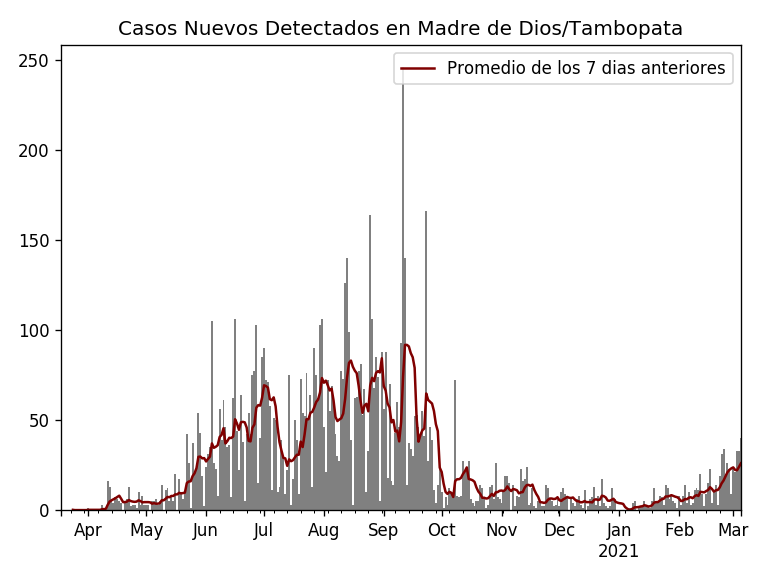 Casos Nuevos Detectados en Madre de Dios/Tambopata
Promedio de los 7 dias anteriores
250
200
150
100
50
0
Apr May Jun Jul Aug Sep Oct Nov Dec Jan Feb Mar
2021